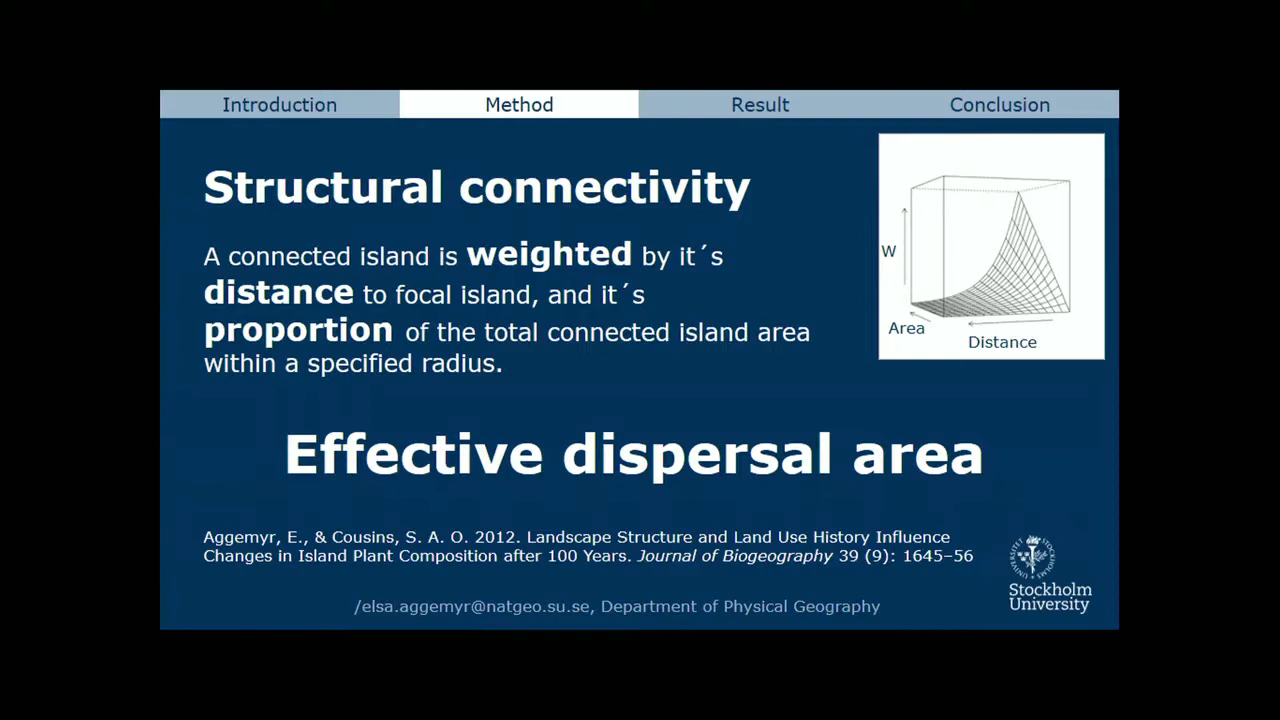 Introduction Method Result Conclusion
Structural connectivity
A connected island is weighted by it´s
distance to focal island, and it´s
proportion of the total connected island area
within a specified radius.
W
Area
Distance
Effective dispersal area
Aggemyr, E., & Cousins, S. A. O. 2012. Landscape Structure and Land Use History Influence
Changes in Island Plant Composition after 100 Years. Journal of Biogeography 39 (9): 1645–56
Stockholm
University
/elsa.aggemyr@natgeo.su.se, Department of Physical Geography